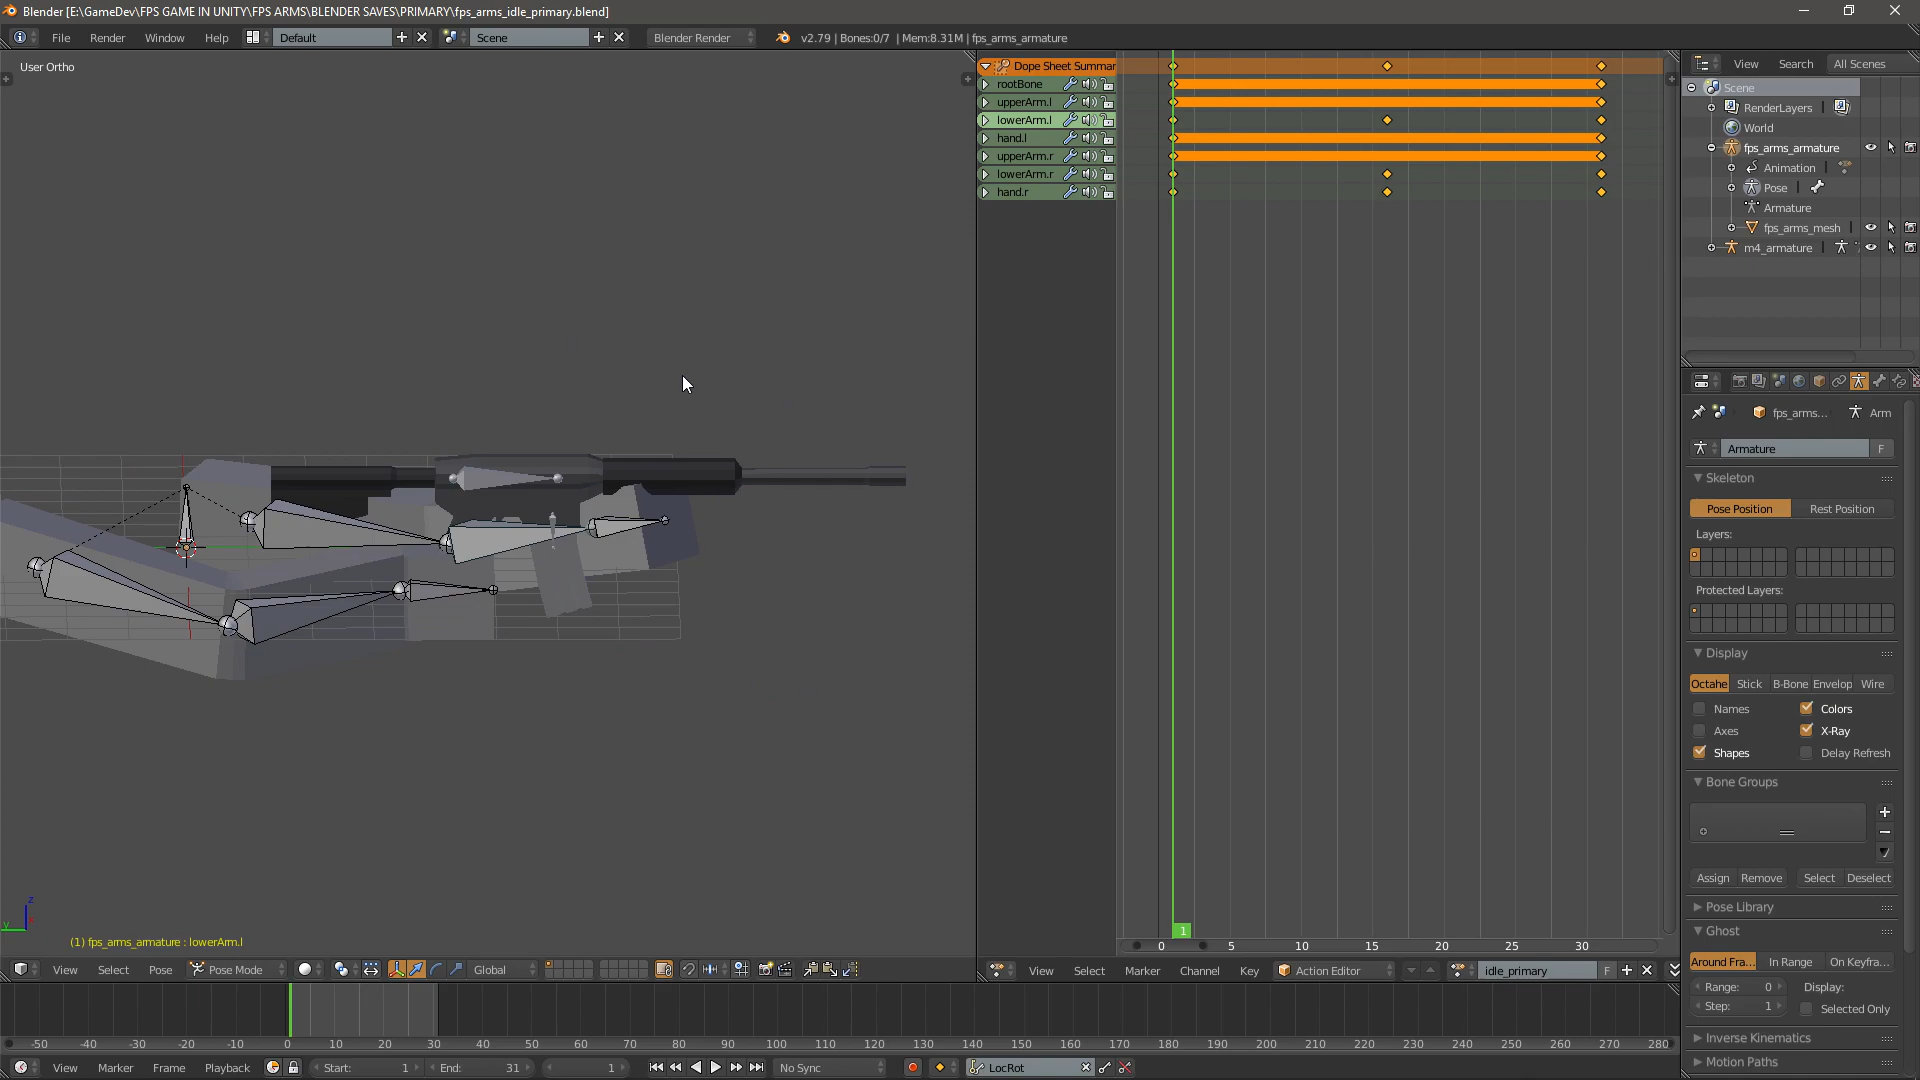 Blender [E:\GameDev\FPS GAME IN UNITY\FPS ARMS\BLENDER SAVES\PRIMARY\fps_arms_idle_primary.blend]
File Render Window Help Default Scene Blender Render v2.79 | Bones:0/7 | Mem:8.31M | fps_arms_armature
User Ortho
Dope Sheet Summar
rootBone
upperArm.l
lowerArm.l
hand.l
upperArm.r
lowerArm.r
hand.r
View Search All Scenes
Scene
RenderLayers
World
fps_arms_armature
Animation
Pose
Armature
fps_arms_mesh
m4_armature
fps_arms... Arm
Armature F
Skeleton
Pose Position Rest Position
Layers:
Protected Layers:
Display
Octahe Stick B-Bone Envelop Wire
Names Colors
Axes X-Ray
Shapes Delay Refresh
Bone Groups
Assign Remove Select Deselect
Pose Library
Ghost
Around Fra... In Range On Keyfra...
Range: 0 Display:
Step: 1 Selected Only
Inverse Kinematics
Motion Paths
z
y
(1) fps_arms_armature : lowerArm.l
1
0 5 10 15 20 25 30
View Select Pose Pose Mode Global
View Select Marker Channel Key Action Editor idle_primary F
-50 -40 -30 -20 -10 0 10 20 30 40 50 60 70 80 90 100 110 120 130 140 150 160 170 180 190 200 210 220 230 240 250 260 270 280
View Marker Frame Playback Start: 1 End: 31 1 No Sync LocRot